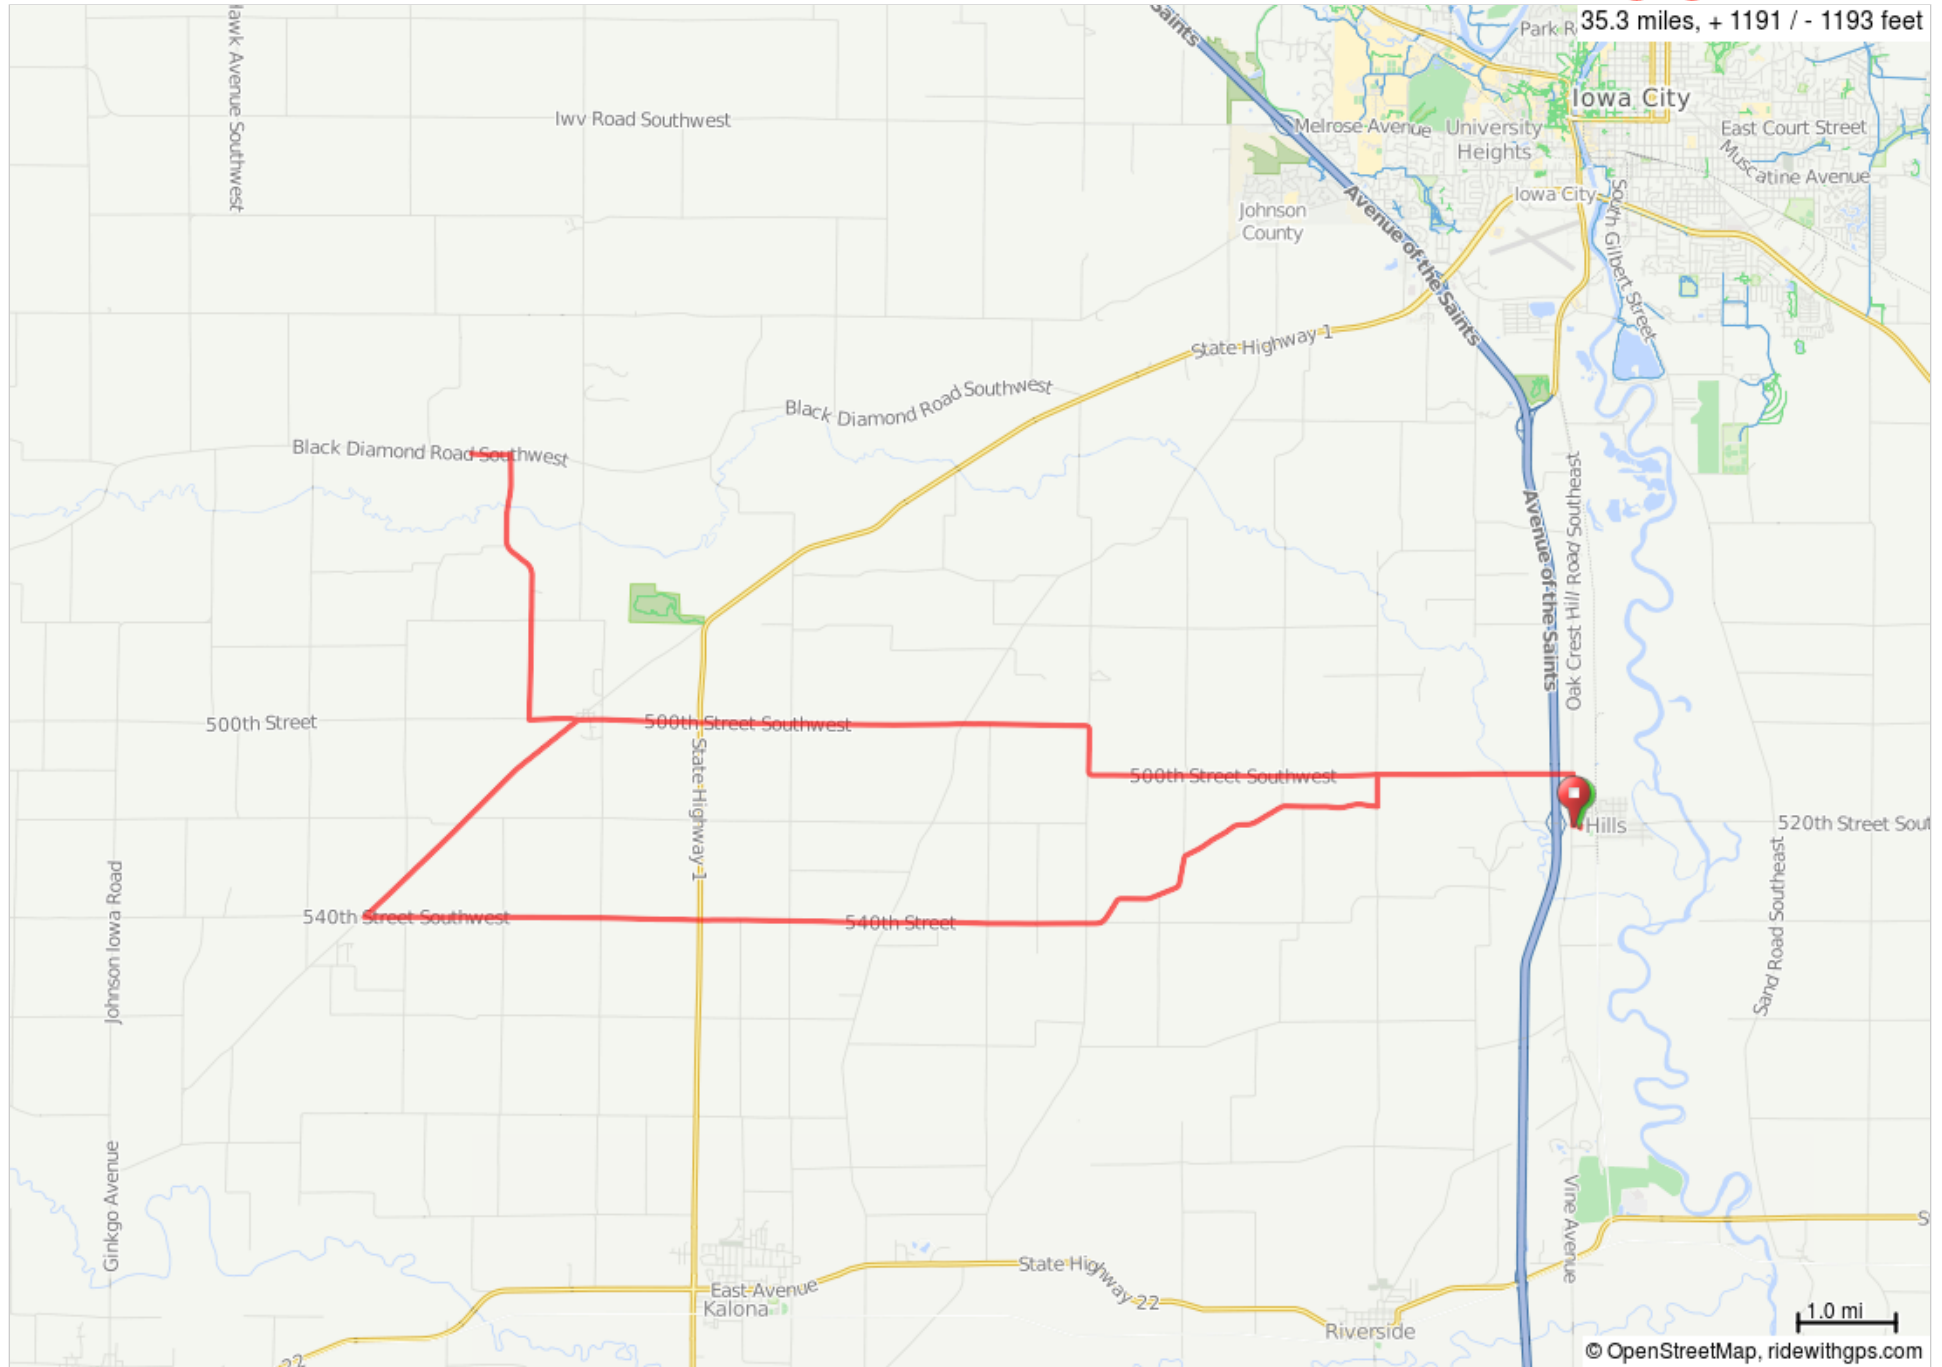 Saints
35.3 miles, + 1191 / - 1193 feet
Hawk Avenue Southwest
Iwv Road Southwest
Iowa City
Melrose Avenue
University
Heights
East Court Street
Muscatine Avenue
Iowa City
Johnson
County
Avenue of the Saints
South Gilbert Street
State Highway 1
Black Diamond Road Southwest
Black Diamond Road Southwest
Avenue of the Saints
Oak Crest Hill Road Southeast
500th Street
500th Street Southwest
State Highway 1
500th Street Southwest
Hills
520th Street Sout
Johnson Iowa Road
540th Street Southwest
540th Street
Sand Road Southeast
Ginkgo Avenue
Vine Avenue
S
State Highway 22
East Avenue
Kalona
1.0 mi
Riverside
22
© OpenStreetMap, ridewithgps.com